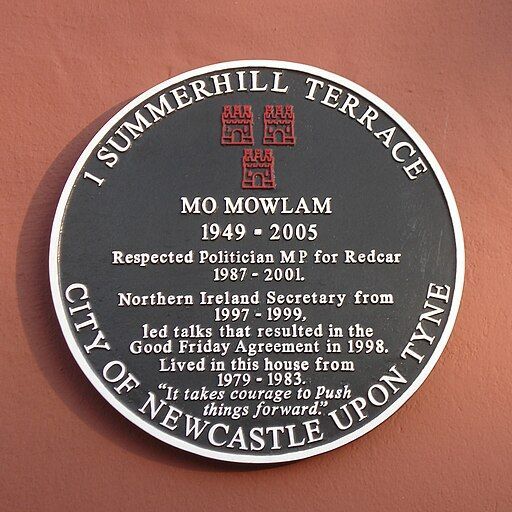 1 SUMMERHILL TERRACE
MO MOWLAM
1949 - 2005
Respected Politician MP for Redcar
1987 - 2001.
Northern Ireland Secretary from
1997 - 1999,
led talks that resulted in the
Good Friday Agreement in 1998.
Lived in this house from
1979 - 1983.
"It takes courage to Push
things forward."
CITY OF NEWCASTLE UPON TYNE